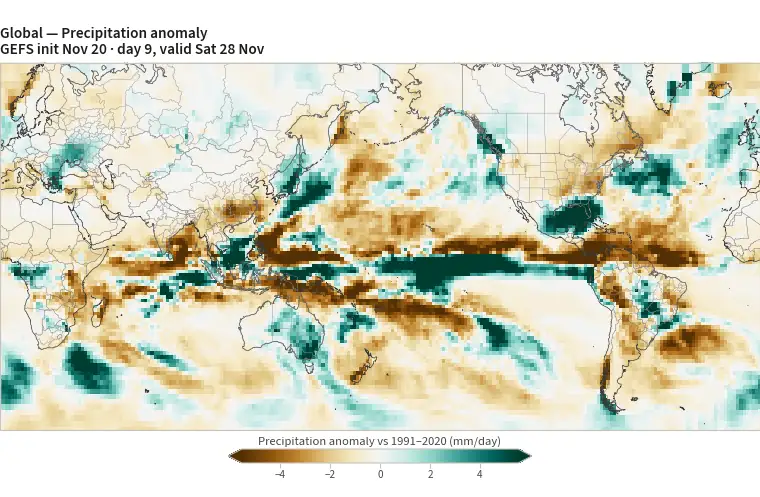 Global — Precipitation anomaly
GEFS init Nov 20 · day 9, valid Sat 28 Nov
Precipitation anomaly vs 1991–2020 (mm/day)
−4 −2 0 2 4